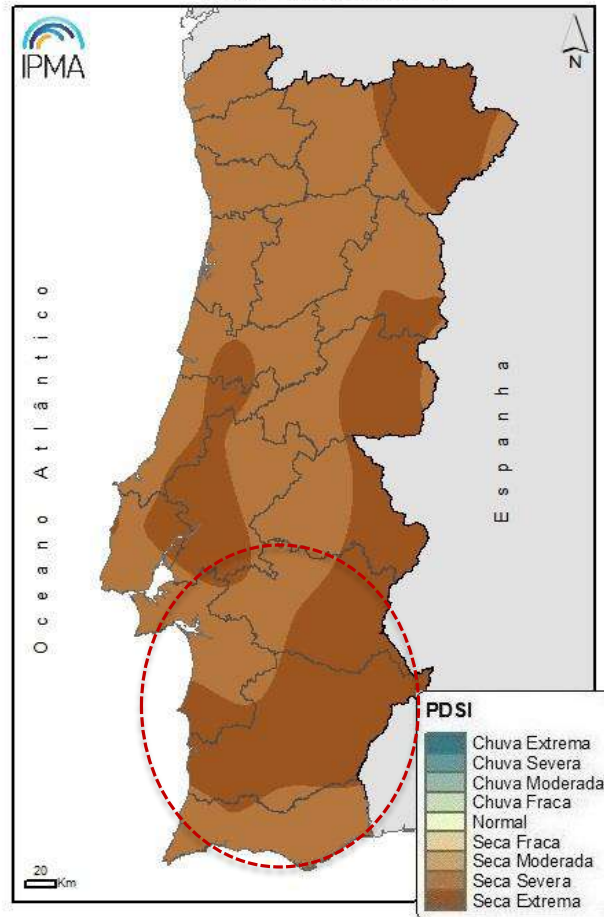 IPMA
N
Oceano Atlântico
Espanha
PDSI
Chuva Extrema
Chuva Severa
Chuva Moderada
Chuva Fraca
Normal
Seca Fraca
Seca Moderada
Seca Severa
Seca Extrema
20
Km